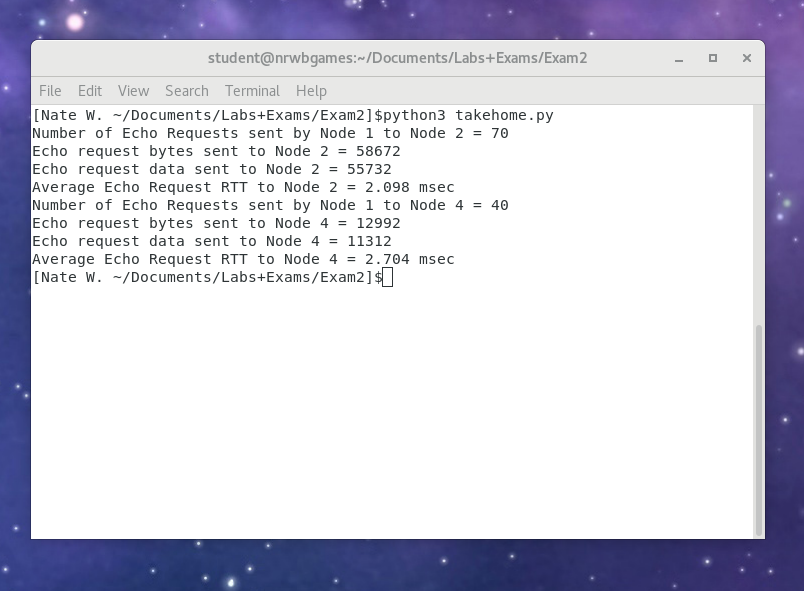 student@nrwbgames:~/Documents/Labs+Exams/Exam2
File Edit View Search Terminal Help
[Nate W. ~/Documents/Labs+Exams/Exam2]$python3 takehome.py
Number of Echo Requests sent by Node 1 to Node 2 = 70
Echo request bytes sent to Node 2 = 58672
Echo request data sent to Node 2 = 55732
Average Echo Request RTT to Node 2 = 2.098 msec
Number of Echo Requests sent by Node 1 to Node 4 = 40
Echo request bytes sent to Node 4 = 12992
Echo request data sent to Node 4 = 11312
Average Echo Request RTT to Node 4 = 2.704 msec
[Nate W. ~/Documents/Labs+Exams/Exam2]$